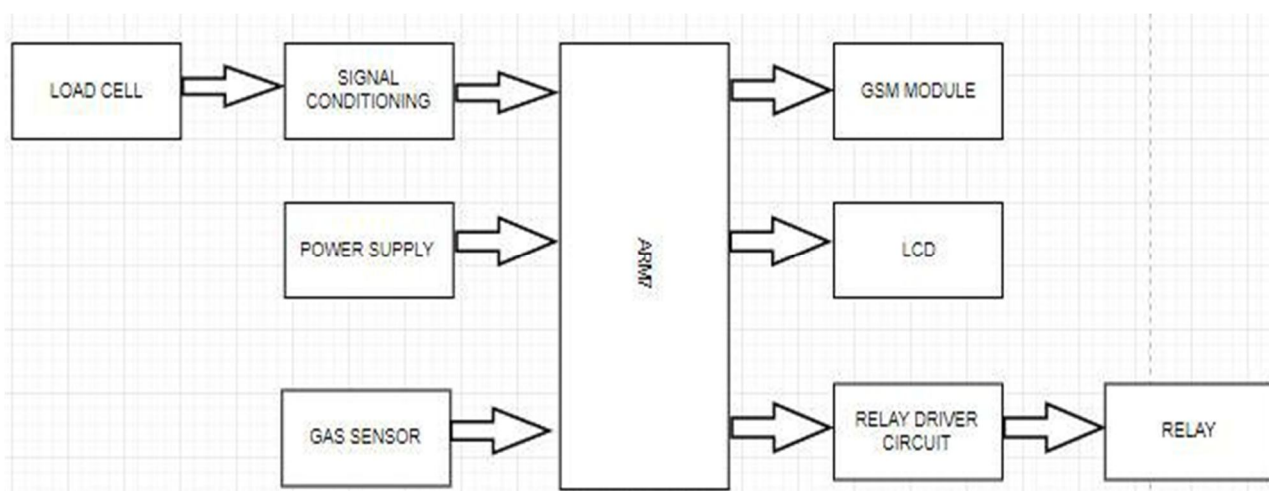 LOAD CELL
SIGNAL
CONDITIONING
GSM MODULE
POWER SUPPLY
ARM7
LCD
GAS SENSOR
RELAY DRIVER
CIRCUIT
RELAY